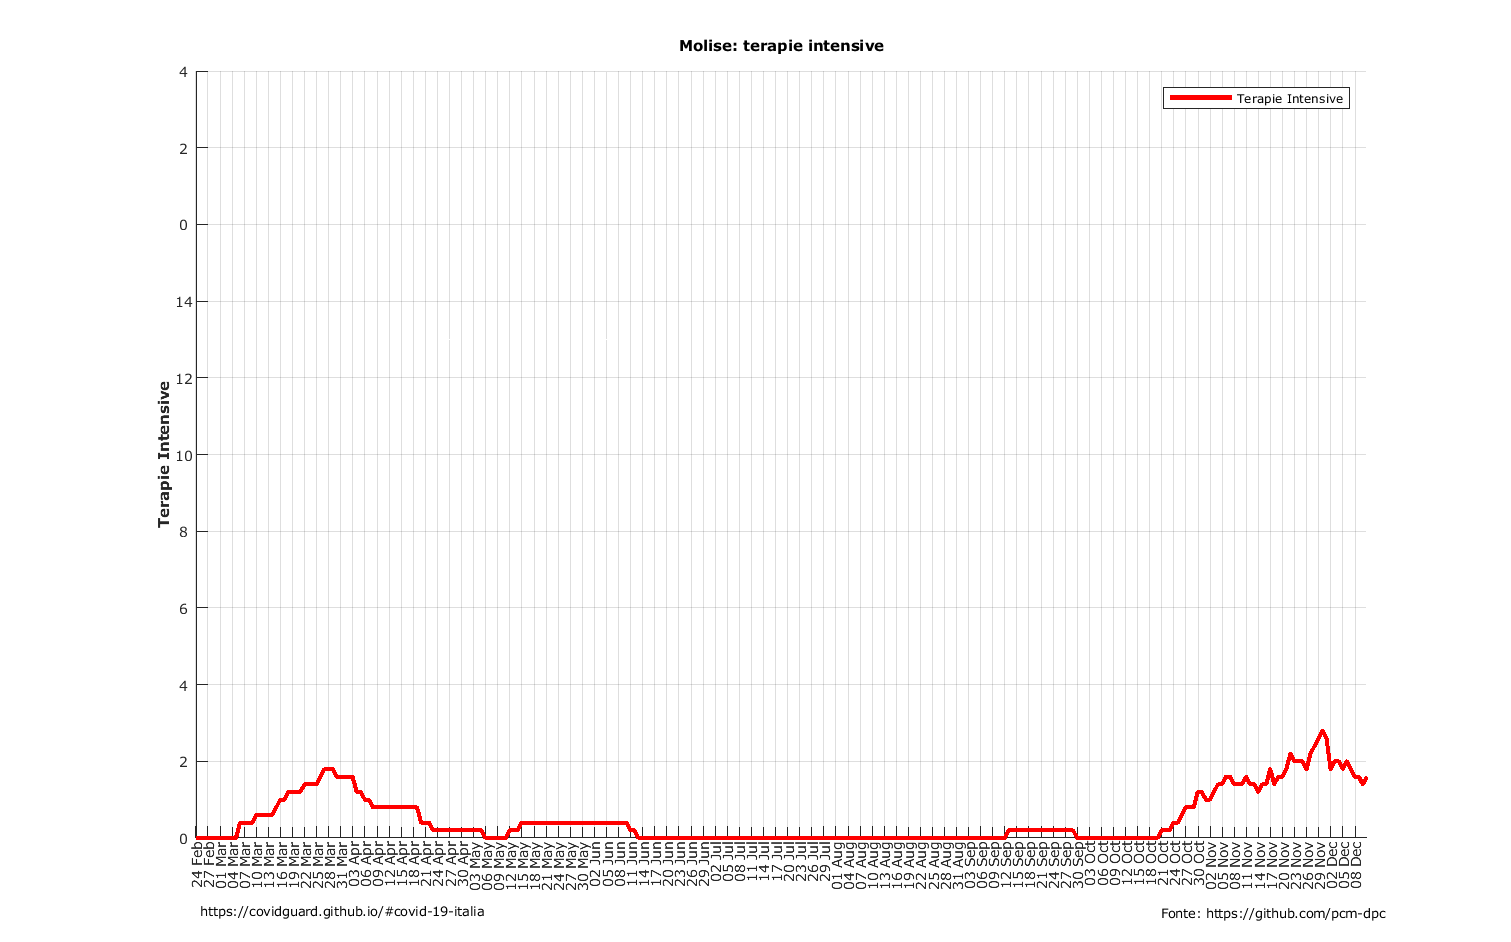 Molise: terapie intensive
4
2
0
14
12
10
8
6
4
2
0
Terapie Intensive
Terapie Intensive
24 Feb
27 Feb
01 Mar
04 Mar
07 Mar
10 Mar
13 Mar
16 Mar
19 Mar
22 Mar
25 Mar
28 Mar
31 Mar
03 Apr
06 Apr
09 Apr
12 Apr
15 Apr
18 Apr
21 Apr
24 Apr
27 Apr
30 Apr
03 May
06 May
09 May
12 May
15 May
18 May
21 May
24 May
27 May
30 May
02 Jun
05 Jun
08 Jun
11 Jun
14 Jun
17 Jun
20 Jun
23 Jun
26 Jun
29 Jun
02 Jul
05 Jul
08 Jul
11 Jul
14 Jul
17 Jul
20 Jul
23 Jul
26 Jul
29 Jul
01 Aug
04 Aug
07 Aug
10 Aug
13 Aug
16 Aug
19 Aug
22 Aug
25 Aug
28 Aug
31 Aug
03 Sep
06 Sep
09 Sep
12 Sep
15 Sep
18 Sep
21 Sep
24 Sep
27 Sep
30 Sep
03 Oct
06 Oct
09 Oct
12 Oct
15 Oct
18 Oct
21 Oct
24 Oct
27 Oct
30 Oct
02 Nov
05 Nov
08 Nov
11 Nov
14 Nov
17 Nov
20 Nov
23 Nov
26 Nov
29 Nov
02 Dec
05 Dec
08 Dec
https://covidguard.github.io/#covid-19-italia
Fonte: https://github.com/pcm-dpc